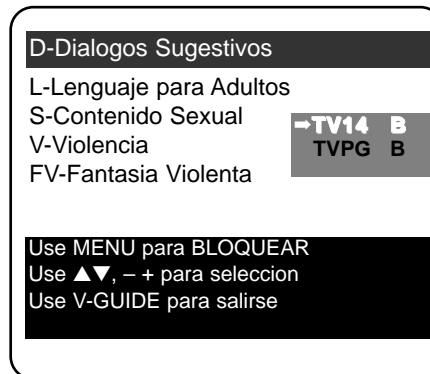 D-Dialogos Sugestivos
L-Lenguaje para Adultos
S-Contenido Sexual
V-Violencia
FV-Fantasia Violenta
➡TV14 B
TVPG B
Use MENU para BLOQUEAR
Use ▲▼, – + para seleccion
Use V-GUIDE para salirse